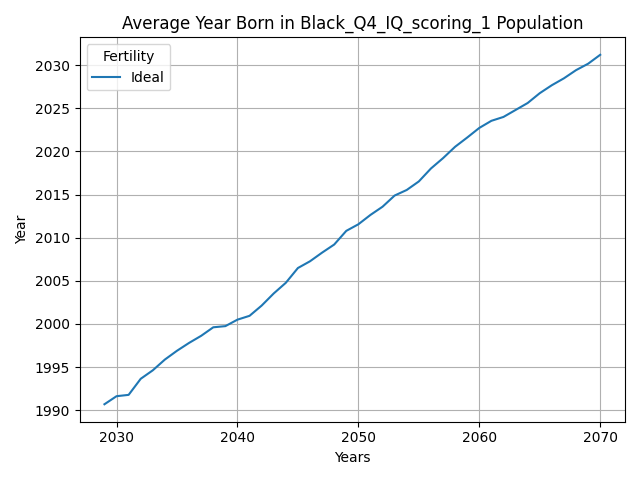 Average Year Born in Black_Q4_IQ_scoring_1 Population
Fertility
Ideal
2030
2025
2020
2015
2010
2005
2000
1995
1990
Year
2030 2040 2050 2060 2070
Years